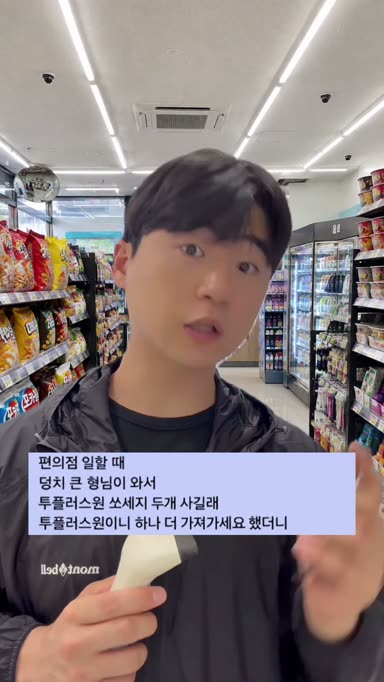 편의점 일할 때
덩치 큰 형님이 와서
투플러스원 쏘세지 두개 사길래
투플러스원이니 하나 더 가져가세요 했더니
mont-bell